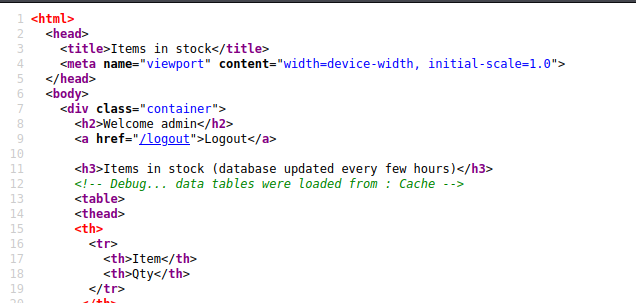 1 <html>
2 <head>
3 <title>Items in stock</title>
4 <meta name="viewport" content="width=device-width, initial-scale=1.0">
5 </head>
6 <body>
7 <div class="container">
8 <h2>Welcome admin</h2>
9 <a href="/logout">Logout</a>
10
11 <h3>Items in stock (database updated every few hours)</h3>
12 <!-- Debug... data tables were loaded from : Cache -->
13 <table>
14 <thead>
15 <th>
16 <tr>
17 <th>Item</th>
18 <th>Qty</th>
19 </tr>
20 </th>